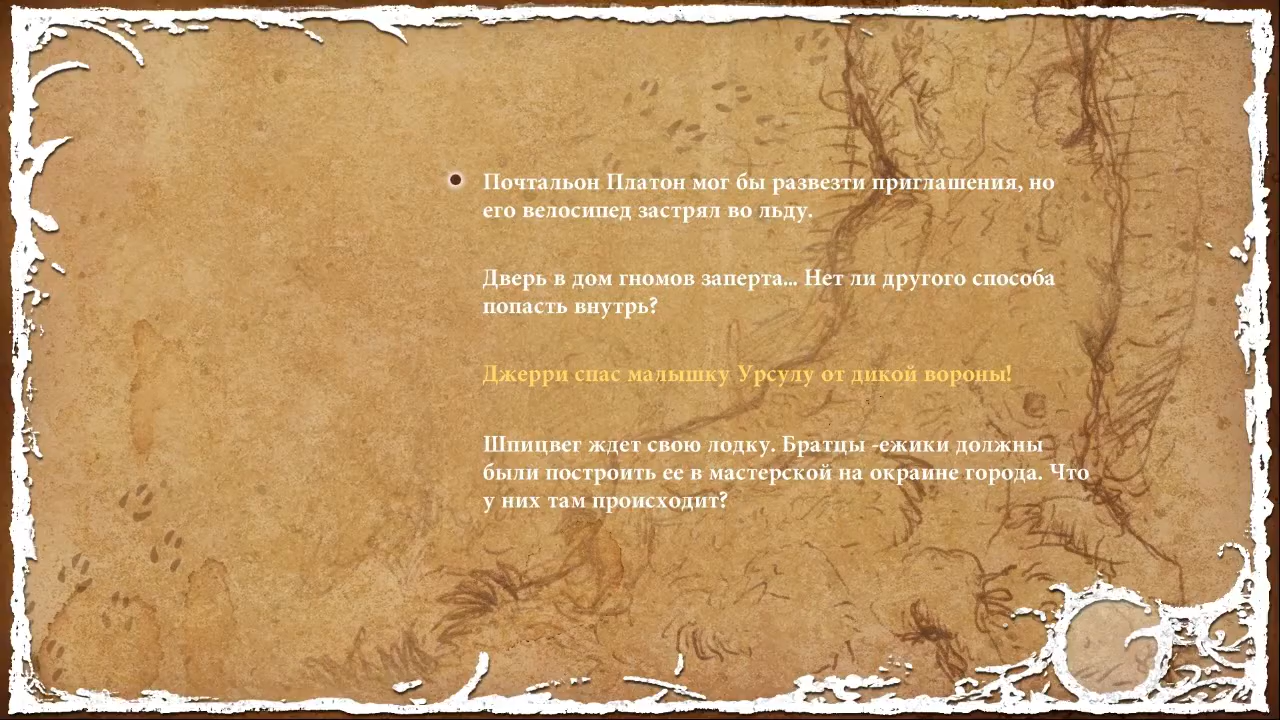 Почтальон Платон мог бы развезти приглашения, но
его велосипед застрял во льду.
Дверь в дом гномов заперта... Нет ли другого способа
попасть внутрь?
Джерри спас малышку Урсулу от дикой вороны!
Шпицвег ждет свою лодку. Братцы -ежики должны
были построить ее в мастерской на окраине города. Что
у них там происходит?